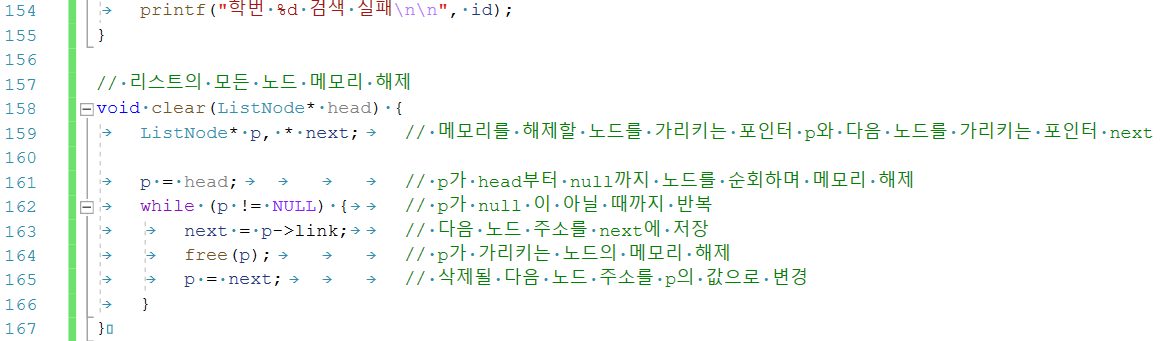 154 printf("학번 %d 검색 실패\n\n", id);
155 }
156
157 // 리스트의 모든 노드 메모리 해제
158 void clear(ListNode* head) {
159 ListNode* p, * next; // 메모리를 해제할 노드를 가리키는 포인터 p와 다음 노드를 가리키는 포인터 next
160
161 p = head; // p가 head부터 null까지 노드를 순회하며 메모리 해제
162 while (p != NULL) { // p가 null 이 아닐 때까지 반복
163 next = p->link; // 다음 노드 주소를 next에 저장
164 free(p); // p가 가리키는 노드의 메모리 해제
165 p = next; // 삭제될 다음 노드 주소를 p의 값으로 변경
166 }
167 }